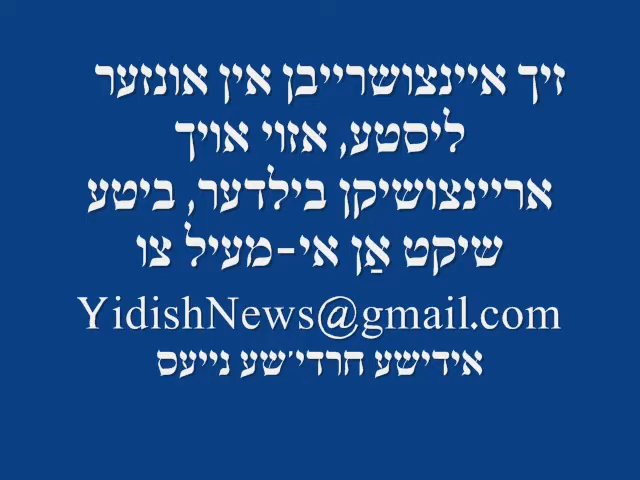 זיך איינצושרייבן אין אונזער
ליסטע, אזוי אויך
אריינצושיקן בילדער, ביטע
שיקט אַן אי-מעיל צו
YidishNews@gmail.com
אידישע חרדי׳שע נייעס